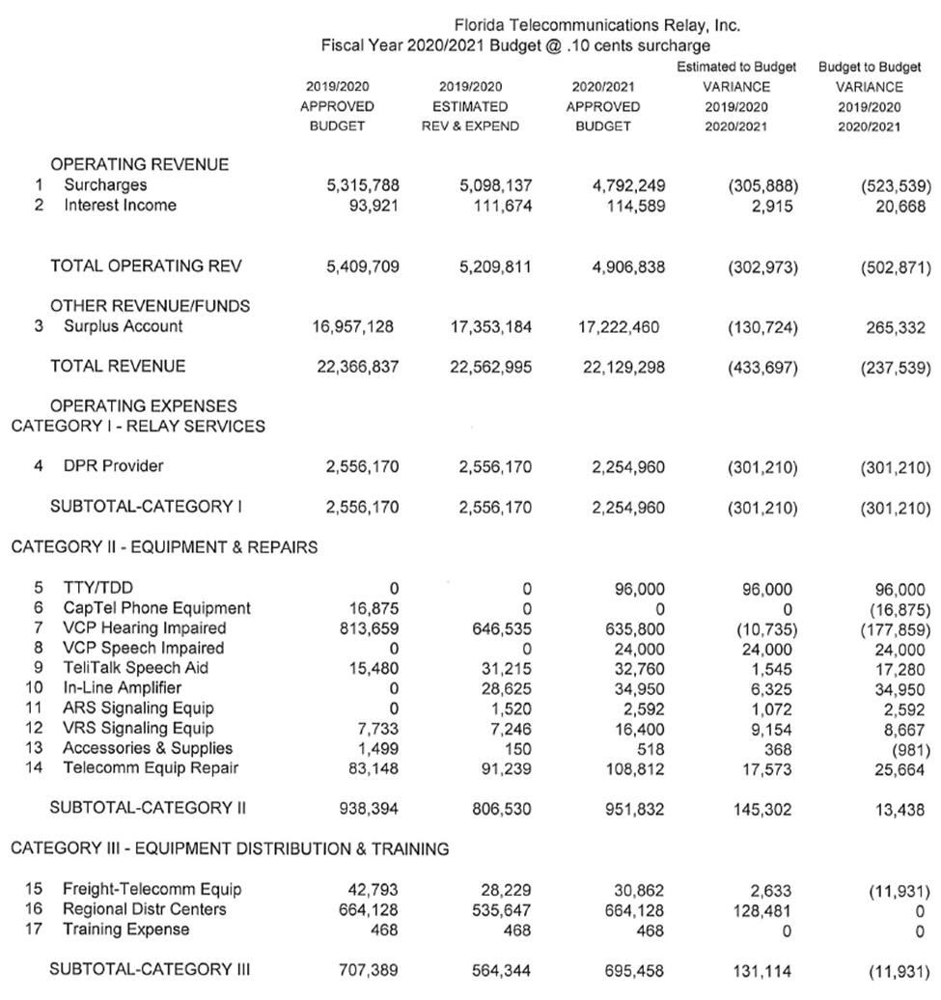 Florida Telecommunications Relay, Inc.
Fiscal Year 2020/2021 Budget @ .10 cents surcharge
Estimated to Budget Budget to Budget
2019/2020 2019/2020 2020/2021 VARIANCE VARIANCE
APPROVED ESTIMATED APPROVED 2019/2020 2019/2020
BUDGET REV & EXPEND BUDGET 2020/2021 2020/2021
OPERATING REVENUE
1 Surcharges 5,315,788 5,098,137 4,792,249 (305,888) (523,539)
2 Interest Income 93,921 111,674 114,589 2,915 20,668
TOTAL OPERATING REV 5,409,709 5,209,811 4,906,838 (302,973) (502,871)
OTHER REVENUE/FUNDS
3 Surplus Account 16,957,128 17,353,184 17,222,460 (130,724) 265,332
TOTAL REVENUE 22,366,837 22,562,995 22,129,298 (433,697) (237,539)
OPERATING EXPENSES
CATEGORY I - RELAY SERVICES
4 DPR Provider 2,556,170 2,556,170 2,254,960 (301,210) (301,210)
SUBTOTAL-CATEGORY I 2,556,170 2,556,170 2,254,960 (301,210) (301,210)
CATEGORY II - EQUIPMENT & REPAIRS
5 TTY/TDD 0 0 96,000 96,000 96,000
6 CapTel Phone Equipment 16,875 0 0 0 (16,875)
7 VCP Hearing Impaired 813,659 646,535 635,800 (10,735) (177,859)
8 VCP Speech Impaired 0 0 24,000 24,000 24,000
9 TeliTalk Speech Aid 15,480 31,215 32,760 1,545 17,280
10 In-Line Amplifier 0 28,625 34,950 6,325 34,950
11 ARS Signaling Equip 0 1,520 2,592 1,072 2,592
12 VRS Signaling Equip 7,733 7,246 16,400 9,154 8,667
13 Accessories & Supplies 1,499 150 518 368 (981)
14 Telecomm Equip Repair 83,148 91,239 108,812 17,573 25,664
SUBTOTAL-CATEGORY II 938,394 806,530 951,832 145,302 13,438
CATEGORY III - EQUIPMENT DISTRIBUTION & TRAINING
15 Freight-Telecomm Equip 42,793 28,229 30,862 2,633 (11,931)
16 Regional Distr Centers 664,128 535,647 664,128 128,481 0
17 Training Expense 468 468 468 0 0
SUBTOTAL-CATEGORY III 707,389 564,344 695,458 131,114 (11,931)